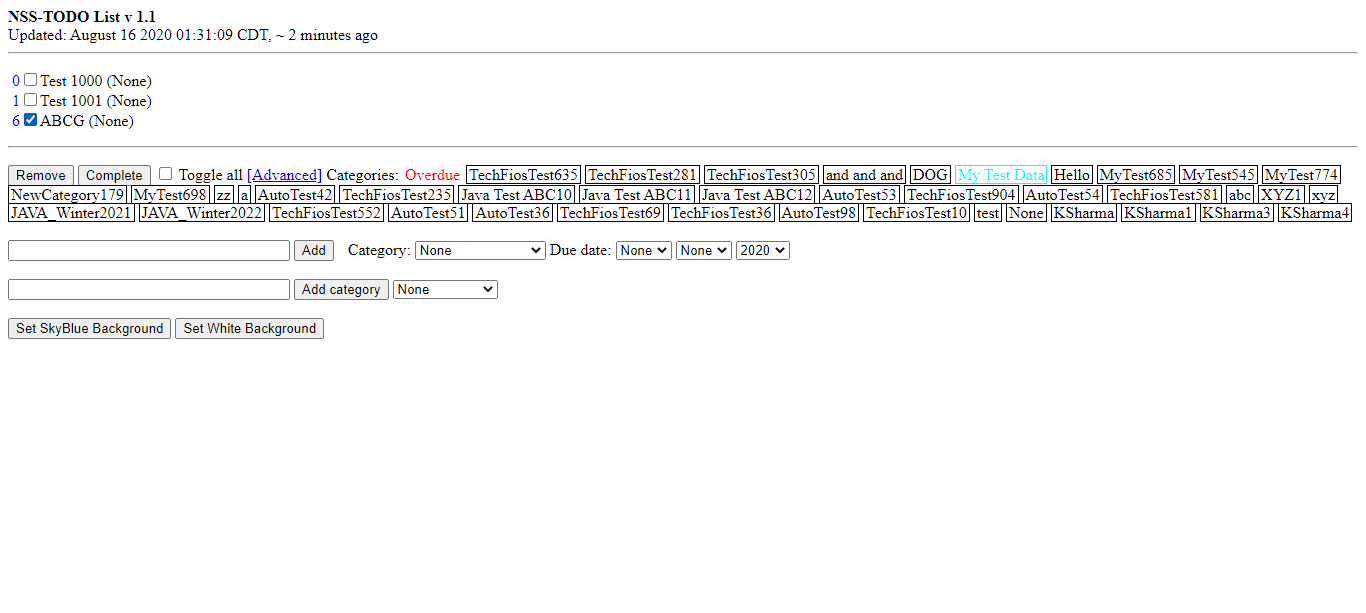 NSS-TODO List v 1.1
Updated: August 16 2020 01:31:09 CDT, ~ 2 minutes ago
0 Test 1000 (None)
1 Test 1001 (None)
6 ABCG (None)
Remove Complete Toggle all [Advanced] Categories: Overdue TechFiosTest635 TechFiosTest281 TechFiosTest305 and and and DOG My Test Data Hello MyTest685 MyTest545 MyTest774
NewCategory179 MyTest698 zz a AutoTest42 TechFiosTest235 Java Test ABC10 Java Test ABC11 Java Test ABC12 AutoTest53 TechFiosTest904 AutoTest54 TechFiosTest581 abc XYZ1 xyz
JAVA_Winter2021 JAVA_Winter2022 TechFiosTest552 AutoTest51 AutoTest36 TechFiosTest69 TechFiosTest36 AutoTest98 TechFiosTest10 test None KSharma KSharma1 KSharma3 KSharma4
Add Category: None Due date: None None 2020
Add category None
Set SkyBlue Background Set White Background